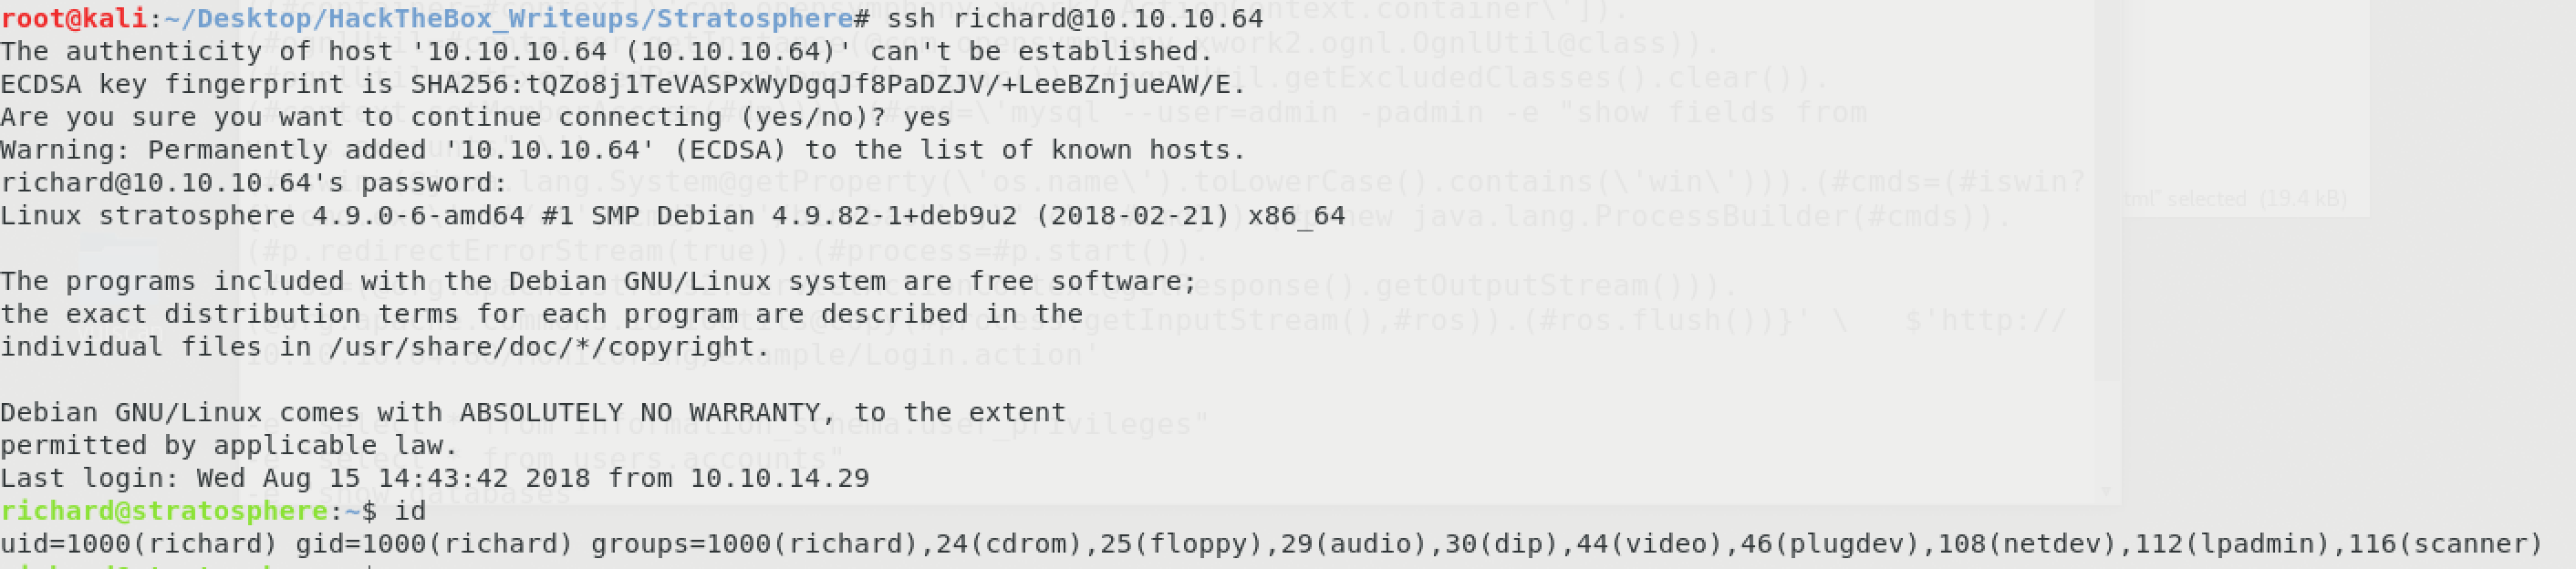 root@kali:~/Desktop/HackTheBox_Writeups/Stratosphere# ssh richard@10.10.10.64
The authenticity of host '10.10.10.64 (10.10.10.64)' can't be established.
ECDSA key fingerprint is SHA256:tQZo8j1TeVASPxWyDgqJf8PaDZJV/+LeeBZnjueAW/E.
Are you sure you want to continue connecting (yes/no)? yes
Warning: Permanently added '10.10.10.64' (ECDSA) to the list of known hosts.
richard@10.10.10.64's password:
Linux stratosphere 4.9.0-6-amd64 #1 SMP Debian 4.9.82-1+deb9u2 (2018-02-21) x86_64
The programs included with the Debian GNU/Linux system are free software;
the exact distribution terms for each program are described in the
individual files in /usr/share/doc/*/copyright.
Debian GNU/Linux comes with ABSOLUTELY NO WARRANTY, to the extent
permitted by applicable law.
Last login: Wed Aug 15 14:43:42 2018 from 10.10.14.29
richard@stratosphere:~$ id
uid=1000(richard) gid=1000(richard) groups=1000(richard),24(cdrom),25(floppy),29(audio),30(dip),44(video),46(plugdev),108(netdev),112(lpadmin),116(scanner)